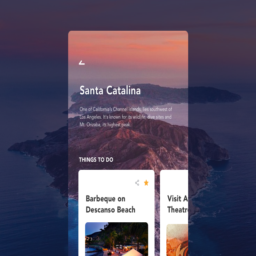 Santa Catalina
One of California's Channel Islands, lies southwest of
Los Angeles. It's known for its wildlife, dive sites and
Mt. Orizaba, its highest peak.
THINGS TO DO
Barbeque on
Descanso Beach
Visit A
Theatre